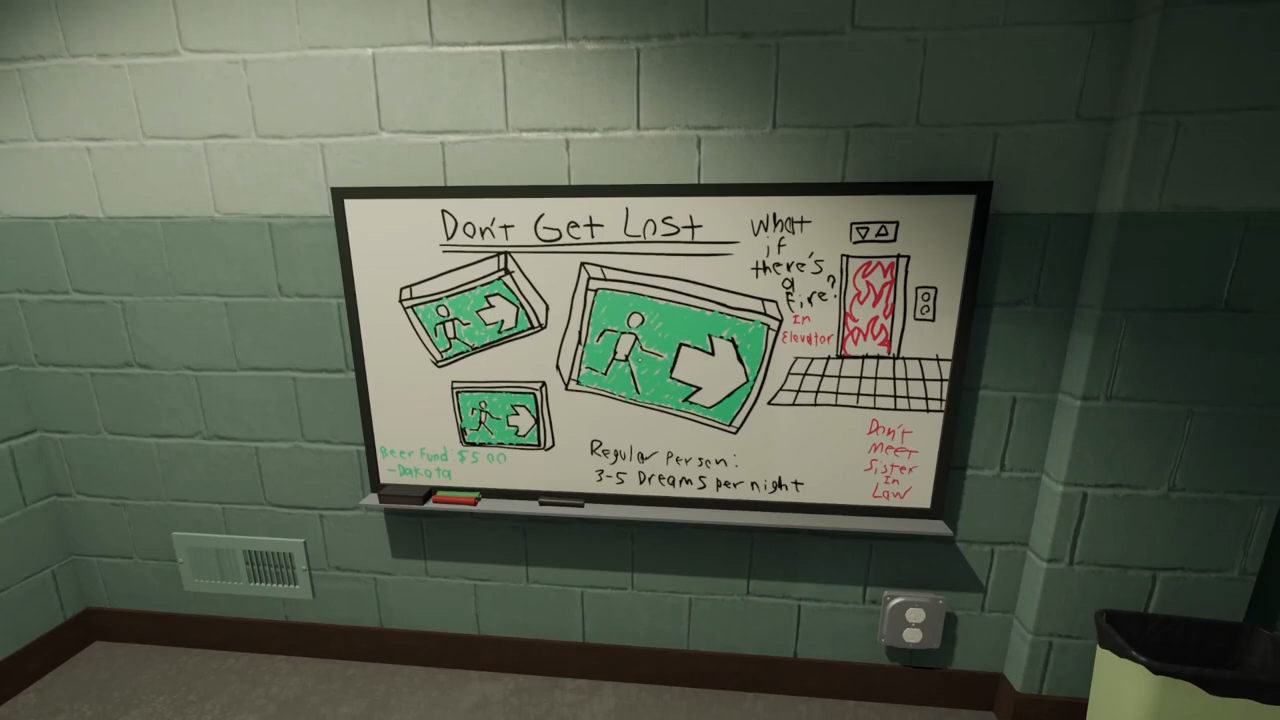 Don't Get Lost
What
if
there's
a
Fire?
In
Elevator
Beer Fund $5.00
-Dakota
Regular Person:
3-5 Dreams per night
Don't
Meet
Sister
In
Law